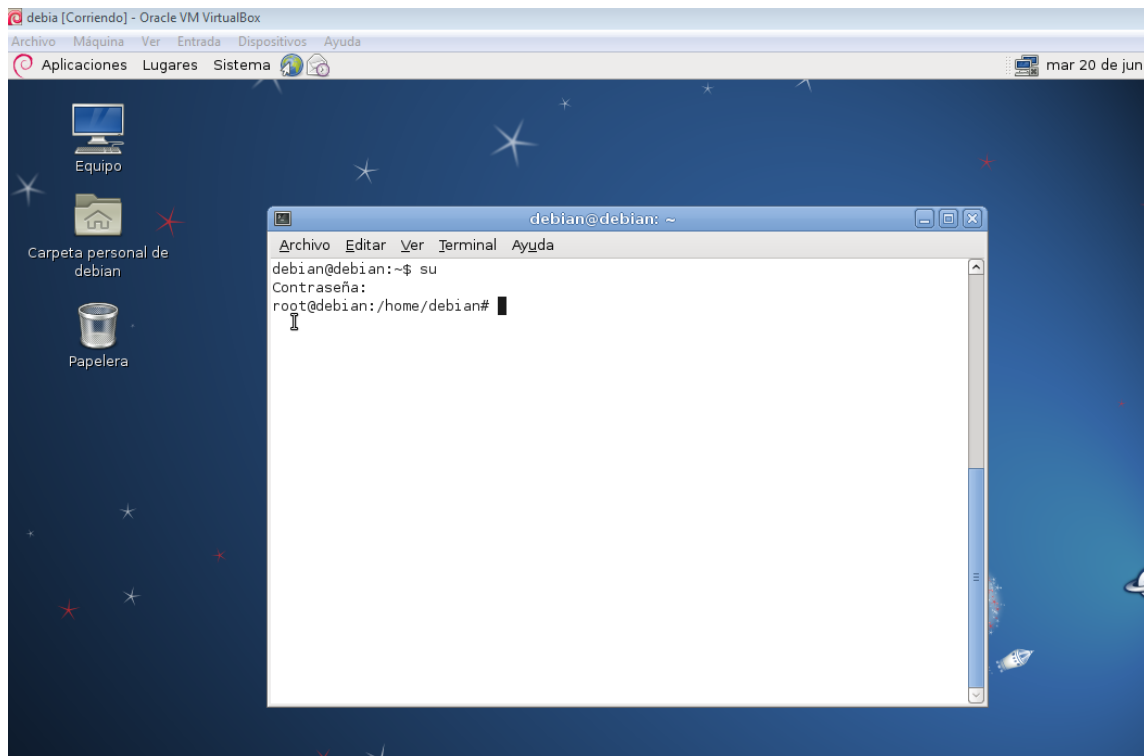 debia [Corriendo] - Oracle VM VirtualBox
Archivo Máquina Ver Entrada Dispositivos Ayuda
Aplicaciones Lugares Sistema mar 20 de jun
Equipo
Carpeta personal de
debian
Papelera
debian@debian: ~
Archivo Editar Ver Terminal Ayuda
debian@debian:~$ su
Contraseña:
root@debian:/home/debian#